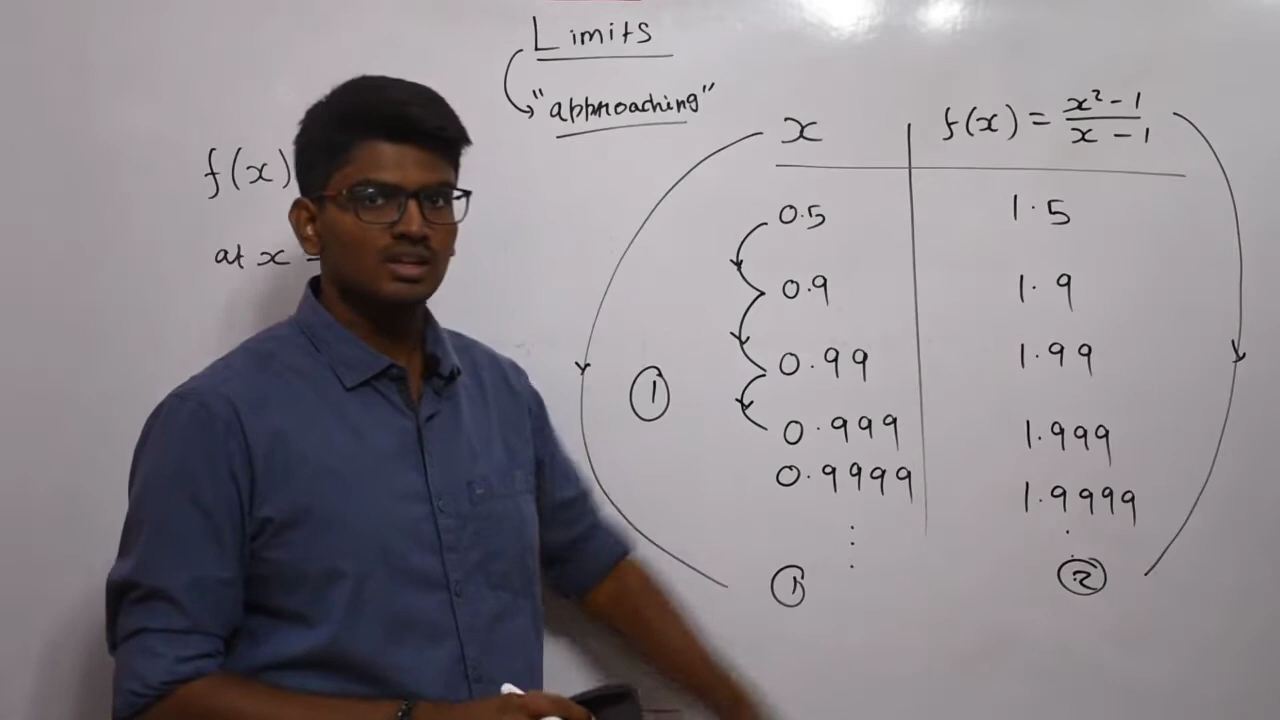 Limits
"approaching"
f(x)
at x =
x f(x) = x² - 1 / x - 1
0.5 1.5
0.9 1.9
0.99 1.99
1
0.999 1.999
0.9999 1.9999
⋮ ⋮
1 2